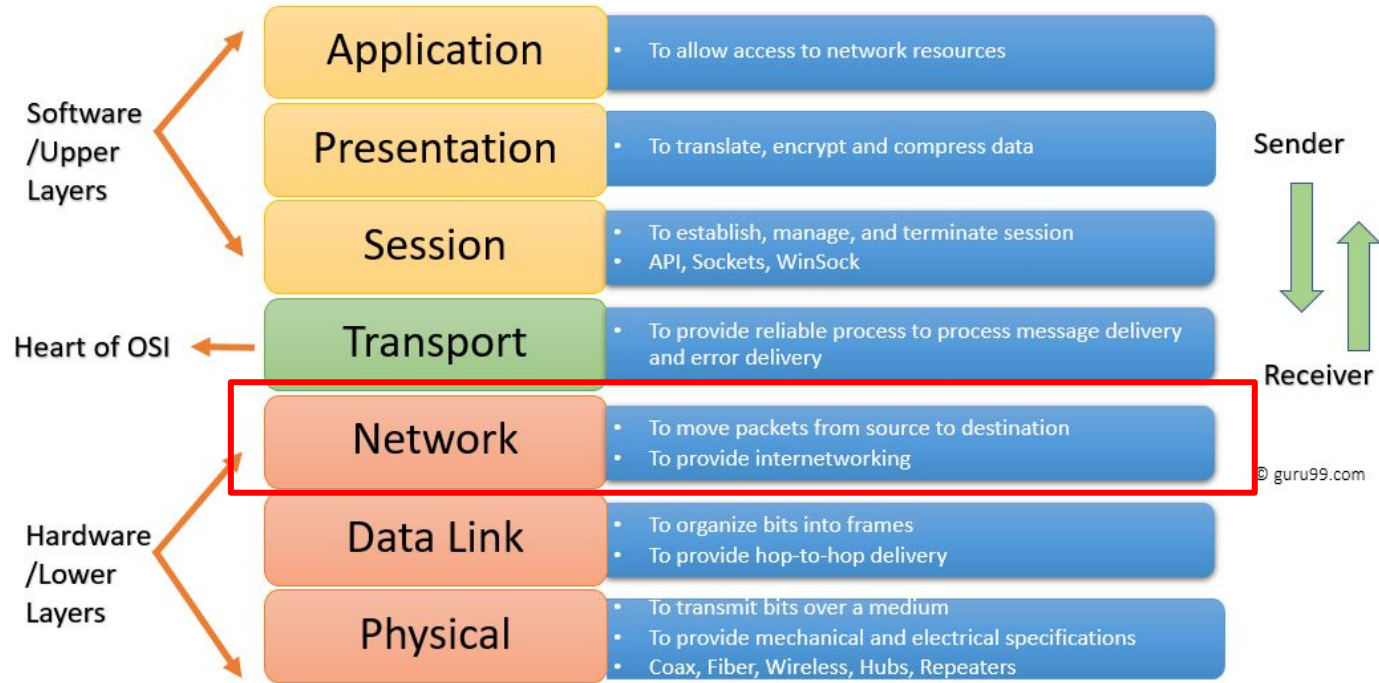 Application
• To allow access to network resources
Software
/Upper
Layers
Presentation
• To translate, encrypt and compress data
Sender
Session
• To establish, manage, and terminate session
• API, Sockets, WinSock
Heart of OSI
Transport
• To provide reliable process to process message delivery
and error delivery
Receiver
Network
• To move packets from source to destination
• To provide internetworking
© guru99.com
Hardware
/Lower
Layers
Data Link
• To organize bits into frames
• To provide hop-to-hop delivery
Physical
• To transmit bits over a medium
• To provide mechanical and electrical specifications
• Coax, Fiber, Wireless, Hubs, Repeaters